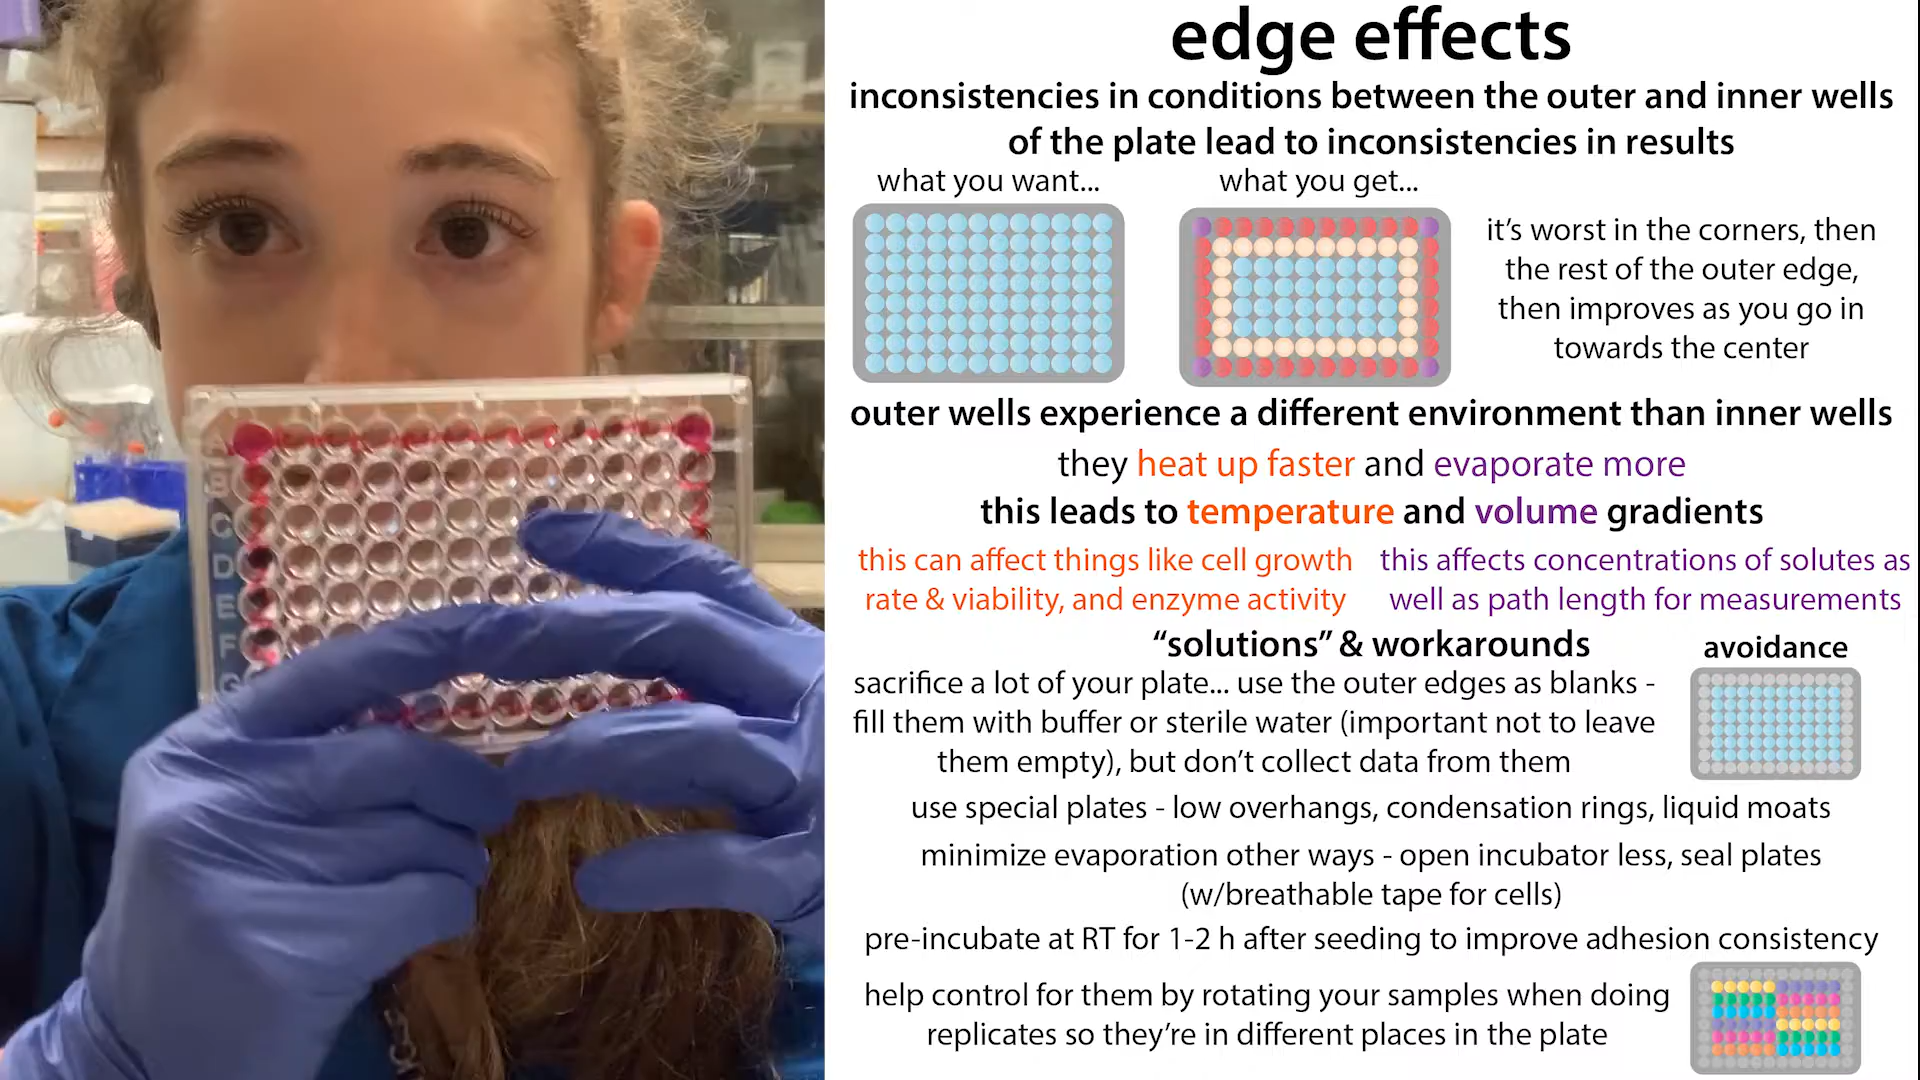 edge effects
inconsistencies in conditions between the outer and inner wells
of the plate lead to inconsistencies in results
what you want...
what you get...
it's worst in the corners, then
the rest of the outer edge,
then improves as you go in
towards the center
outer wells experience a different environment than inner wells
they heat up faster and evaporate more
this leads to temperature and volume gradients
this can affect things like cell growth
rate & viability, and enzyme activity
this affects concentrations of solutes as
well as path length for measurements
“solutions” & workarounds
avoidance
sacrifice a lot of your plate... use the outer edges as blanks -
fill them with buffer or sterile water (important not to leave
them empty), but don't collect data from them
use special plates - low overhangs, condensation rings, liquid moats
minimize evaporation other ways - open incubator less, seal plates
(w/breathable tape for cells)
pre-incubate at RT for 1-2 h after seeding to improve adhesion consistency
help control for them by rotating your samples when doing
replicates so they're in different places in the plate
A
B
C
D
E
F
G